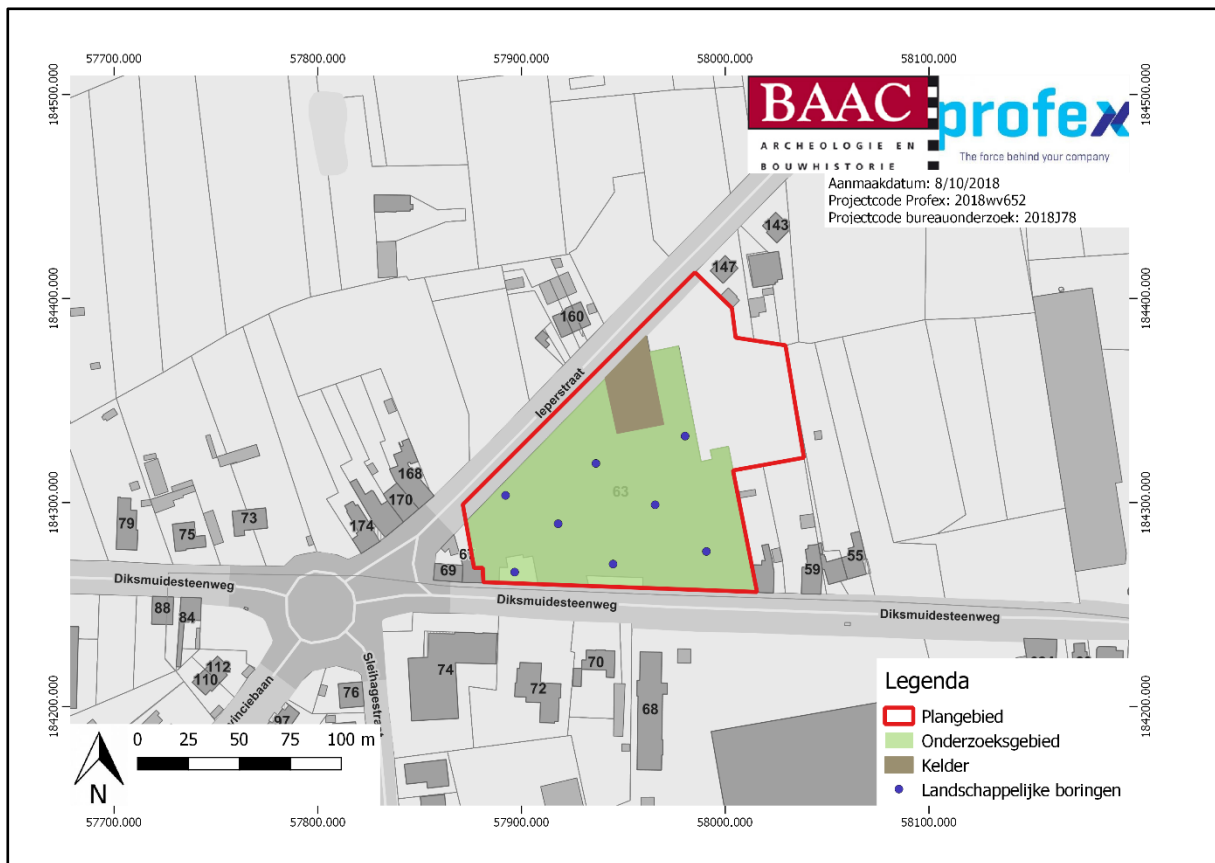 57700.000 57800.000 57900.000 58000.000 58100.000
184500.000
184500.000
BAAC
ARCHEOLOGIE EN
BOUWHISTORIE
profex
The force behind your company
Aanmaakdatum: 8/10/2018
Projectcode Profex: 2018wv652
Projectcode bureauonderzoek: 2018J78
143
147
184400.000
184400.000
160
Ieperstraat
168
170
174
63
184300.000
184300.000
79
75
73
67
69
59
55
Diksmuidesteenweg
Diksmuidesteenweg
Diksmuidesteenweg
88
84
112
110
74
72
70
68
76
97
Sleihagestraat
184200.000
184200.000
Legenda
Plangebied
Onderzoeksgebied
Kelder
Landschappelijke boringen
0 25 50 75 100 m
N
57700.000 57800.000 57900.000 58000.000 58100.000